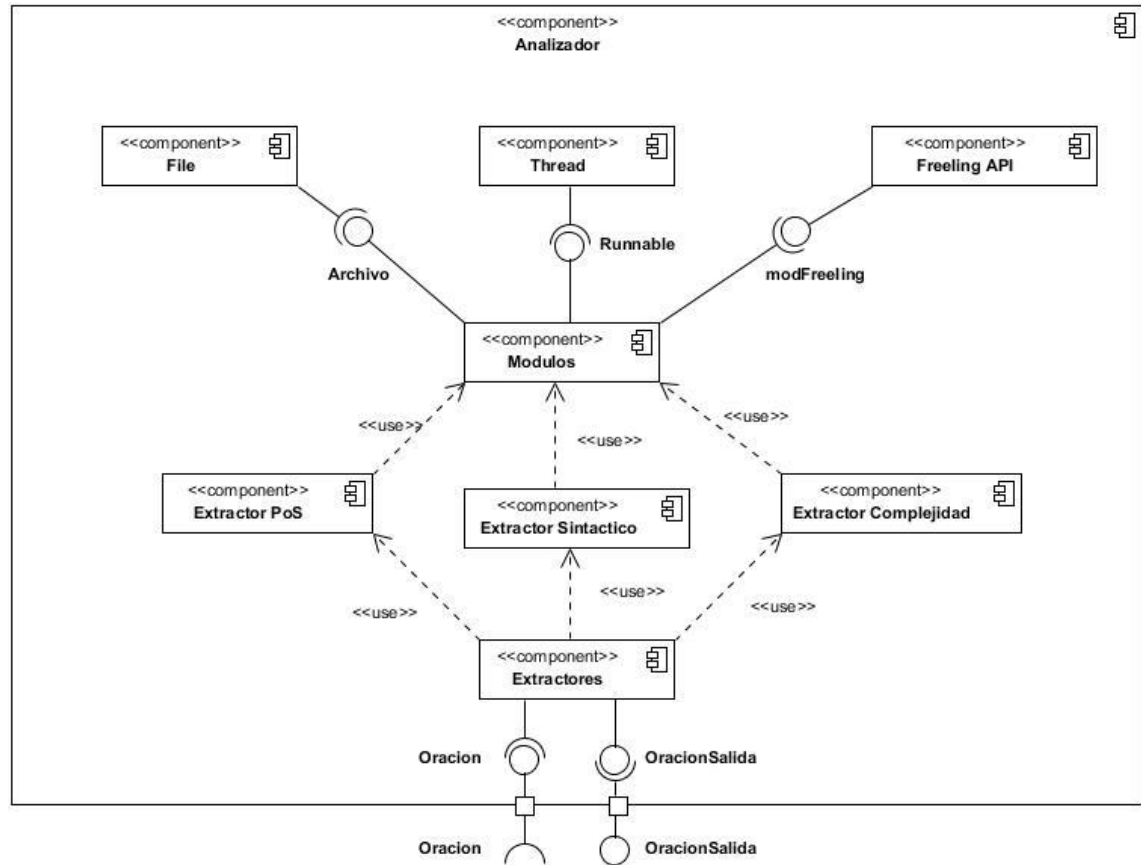 <<component>>
Analizador
<<component>>
File
<<component>>
Thread
<<component>>
Freeling API
Archivo
Runnable
modFreeling
<<component>>
Modulos
<<use>>
<<use>>
<<use>>
<<component>>
Extractor PoS
<<component>>
Extractor Sintactico
<<component>>
Extractor Complejidad
<<use>>
<<use>>
<<use>>
<<component>>
Extractores
Oracion
OracionSalida
Oracion
OracionSalida